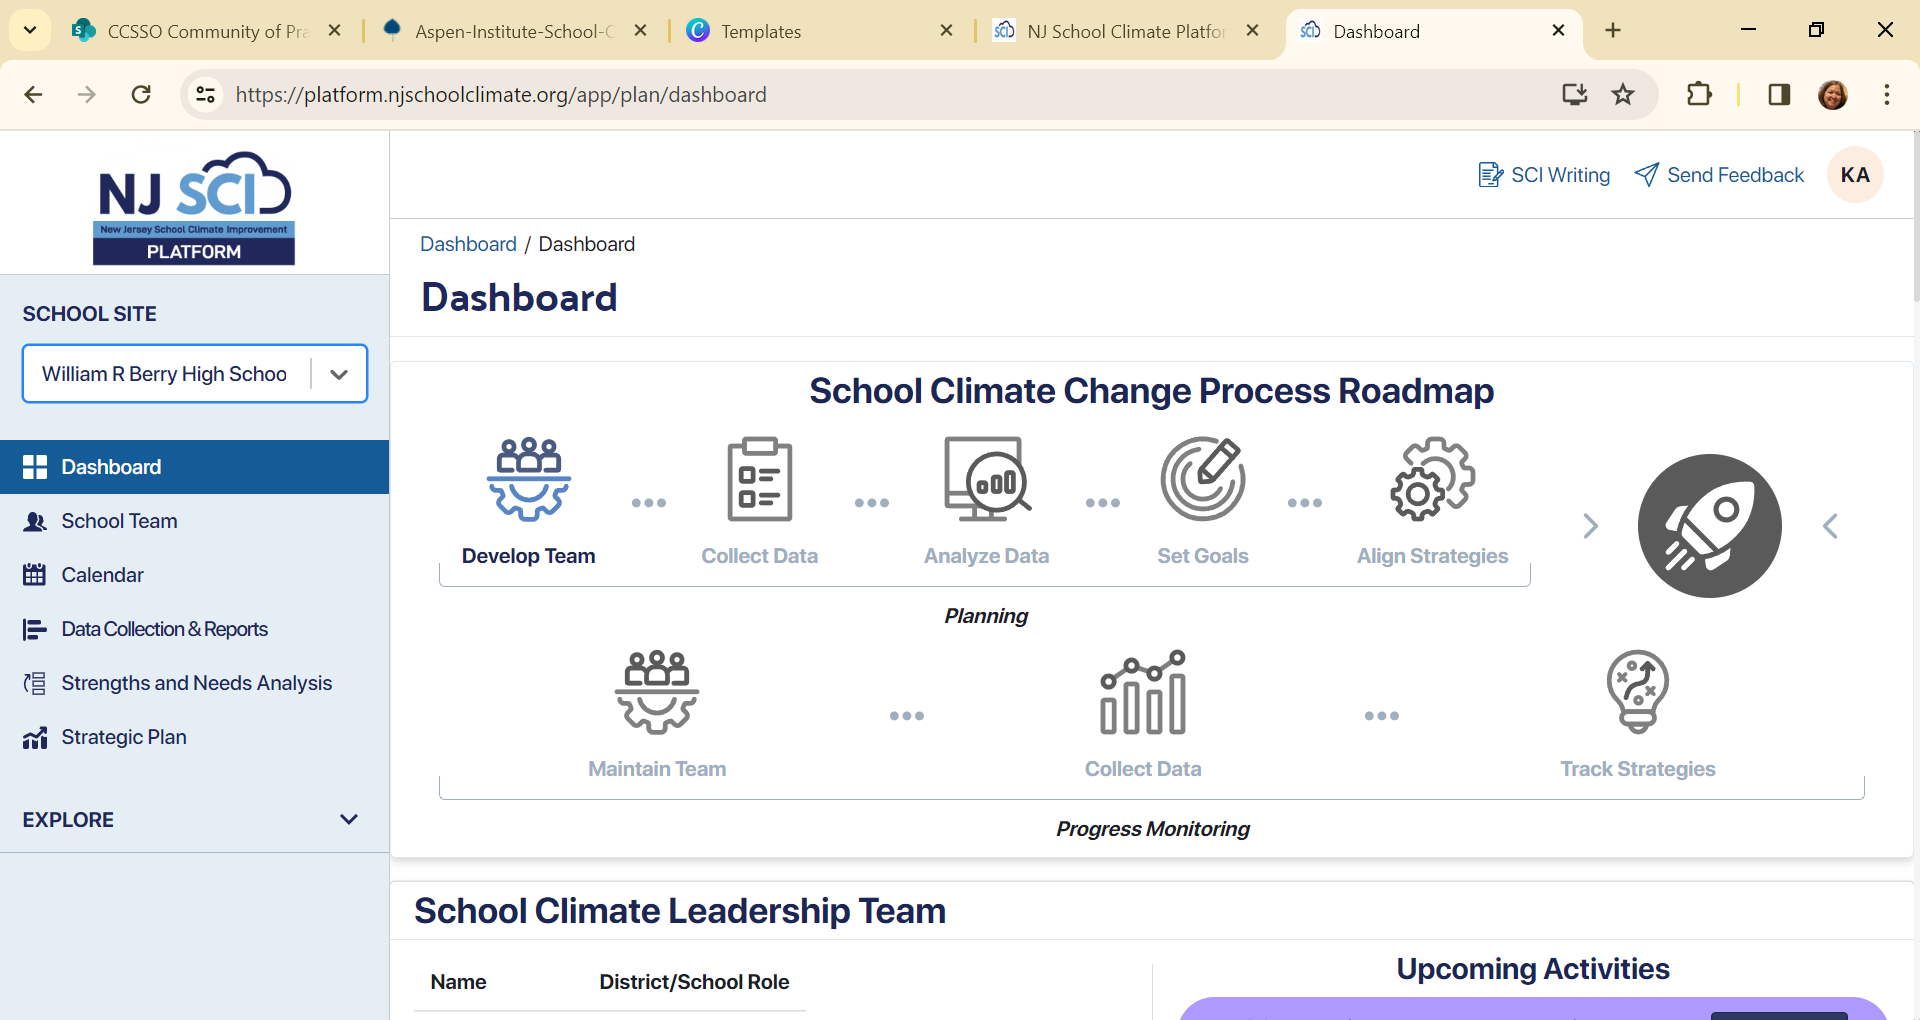 CCSSO Community of Pra
Aspen-Institute-School-C
Templates
NJ School Climate Platfor
Dashboard
https://platform.njschoolclimate.org/app/plan/dashboard
NJ SCI
New Jersey School Climate Improvement
PLATFORM
SCI Writing
Send Feedback
KA
Dashboard / Dashboard
Dashboard
SCHOOL SITE
William R Berry High Schoo
Dashboard
School Team
Calendar
Data Collection & Reports
Strengths and Needs Analysis
Strategic Plan
EXPLORE
School Climate Change Process Roadmap
Develop Team
Collect Data
Analyze Data
Set Goals
Align Strategies
Planning
Maintain Team
Collect Data
Track Strategies
Progress Monitoring
School Climate Leadership Team
Name
District/School Role
Upcoming Activities